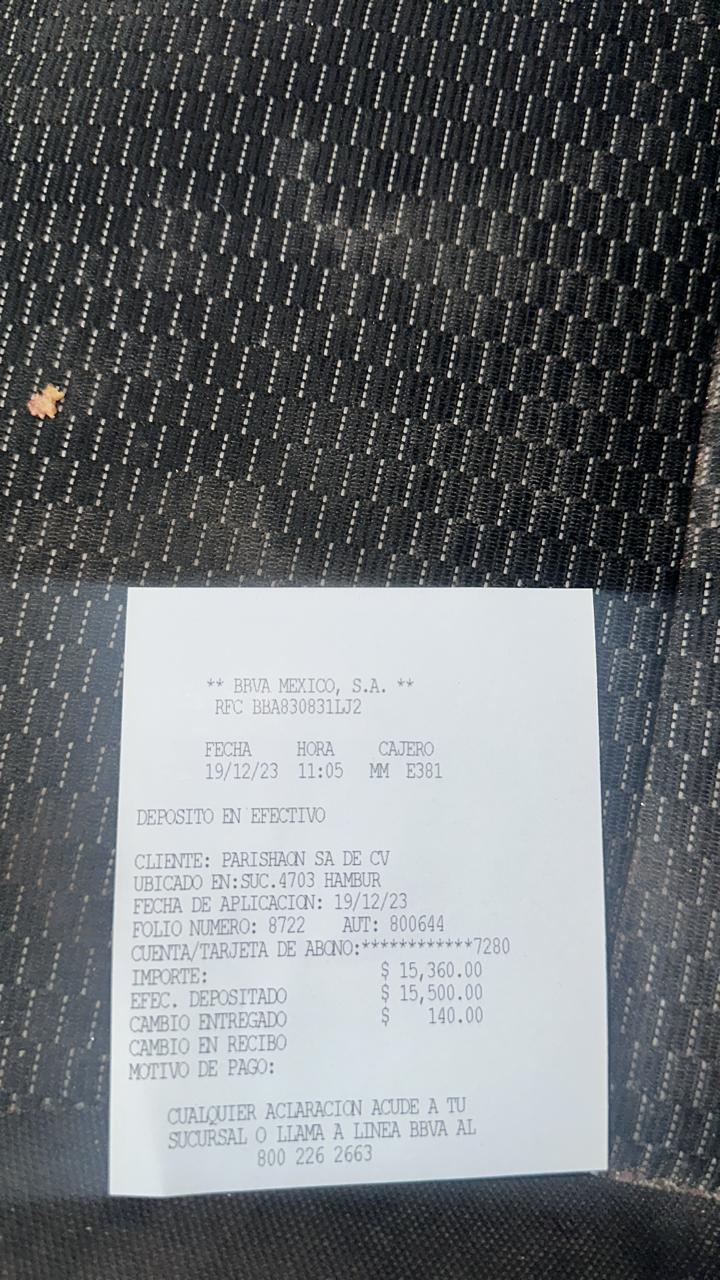 ** BBVA MEXICO, S.A. **
RFC BBA830831LJ2
FECHA HORA CAJERO
19/12/23 11:05 MM E381
DEPOSITO EN EFECTIVO
CLIENTE: PARISHAON SA DE CV
UBICADO EN:SUC.4703 HAMBUR
FECHA DE APLICACION: 19/12/23
FOLIO NUMERO: 8722 AUT: 800644
CUENTA/TARJETA DE ABONO:************7280
IMPORTE: $ 15,360.00
EFEC. DEPOSITADO $ 15,500.00
CAMBIO ENTREGADO $ 140.00
CAMBIO EN RECIBO
MOTIVO DE PAGO:
CUALQUIER ACLARACION ACUDE A TU
SUCURSAL O LLAMA A LINEA BBVA AL
800 226 2663